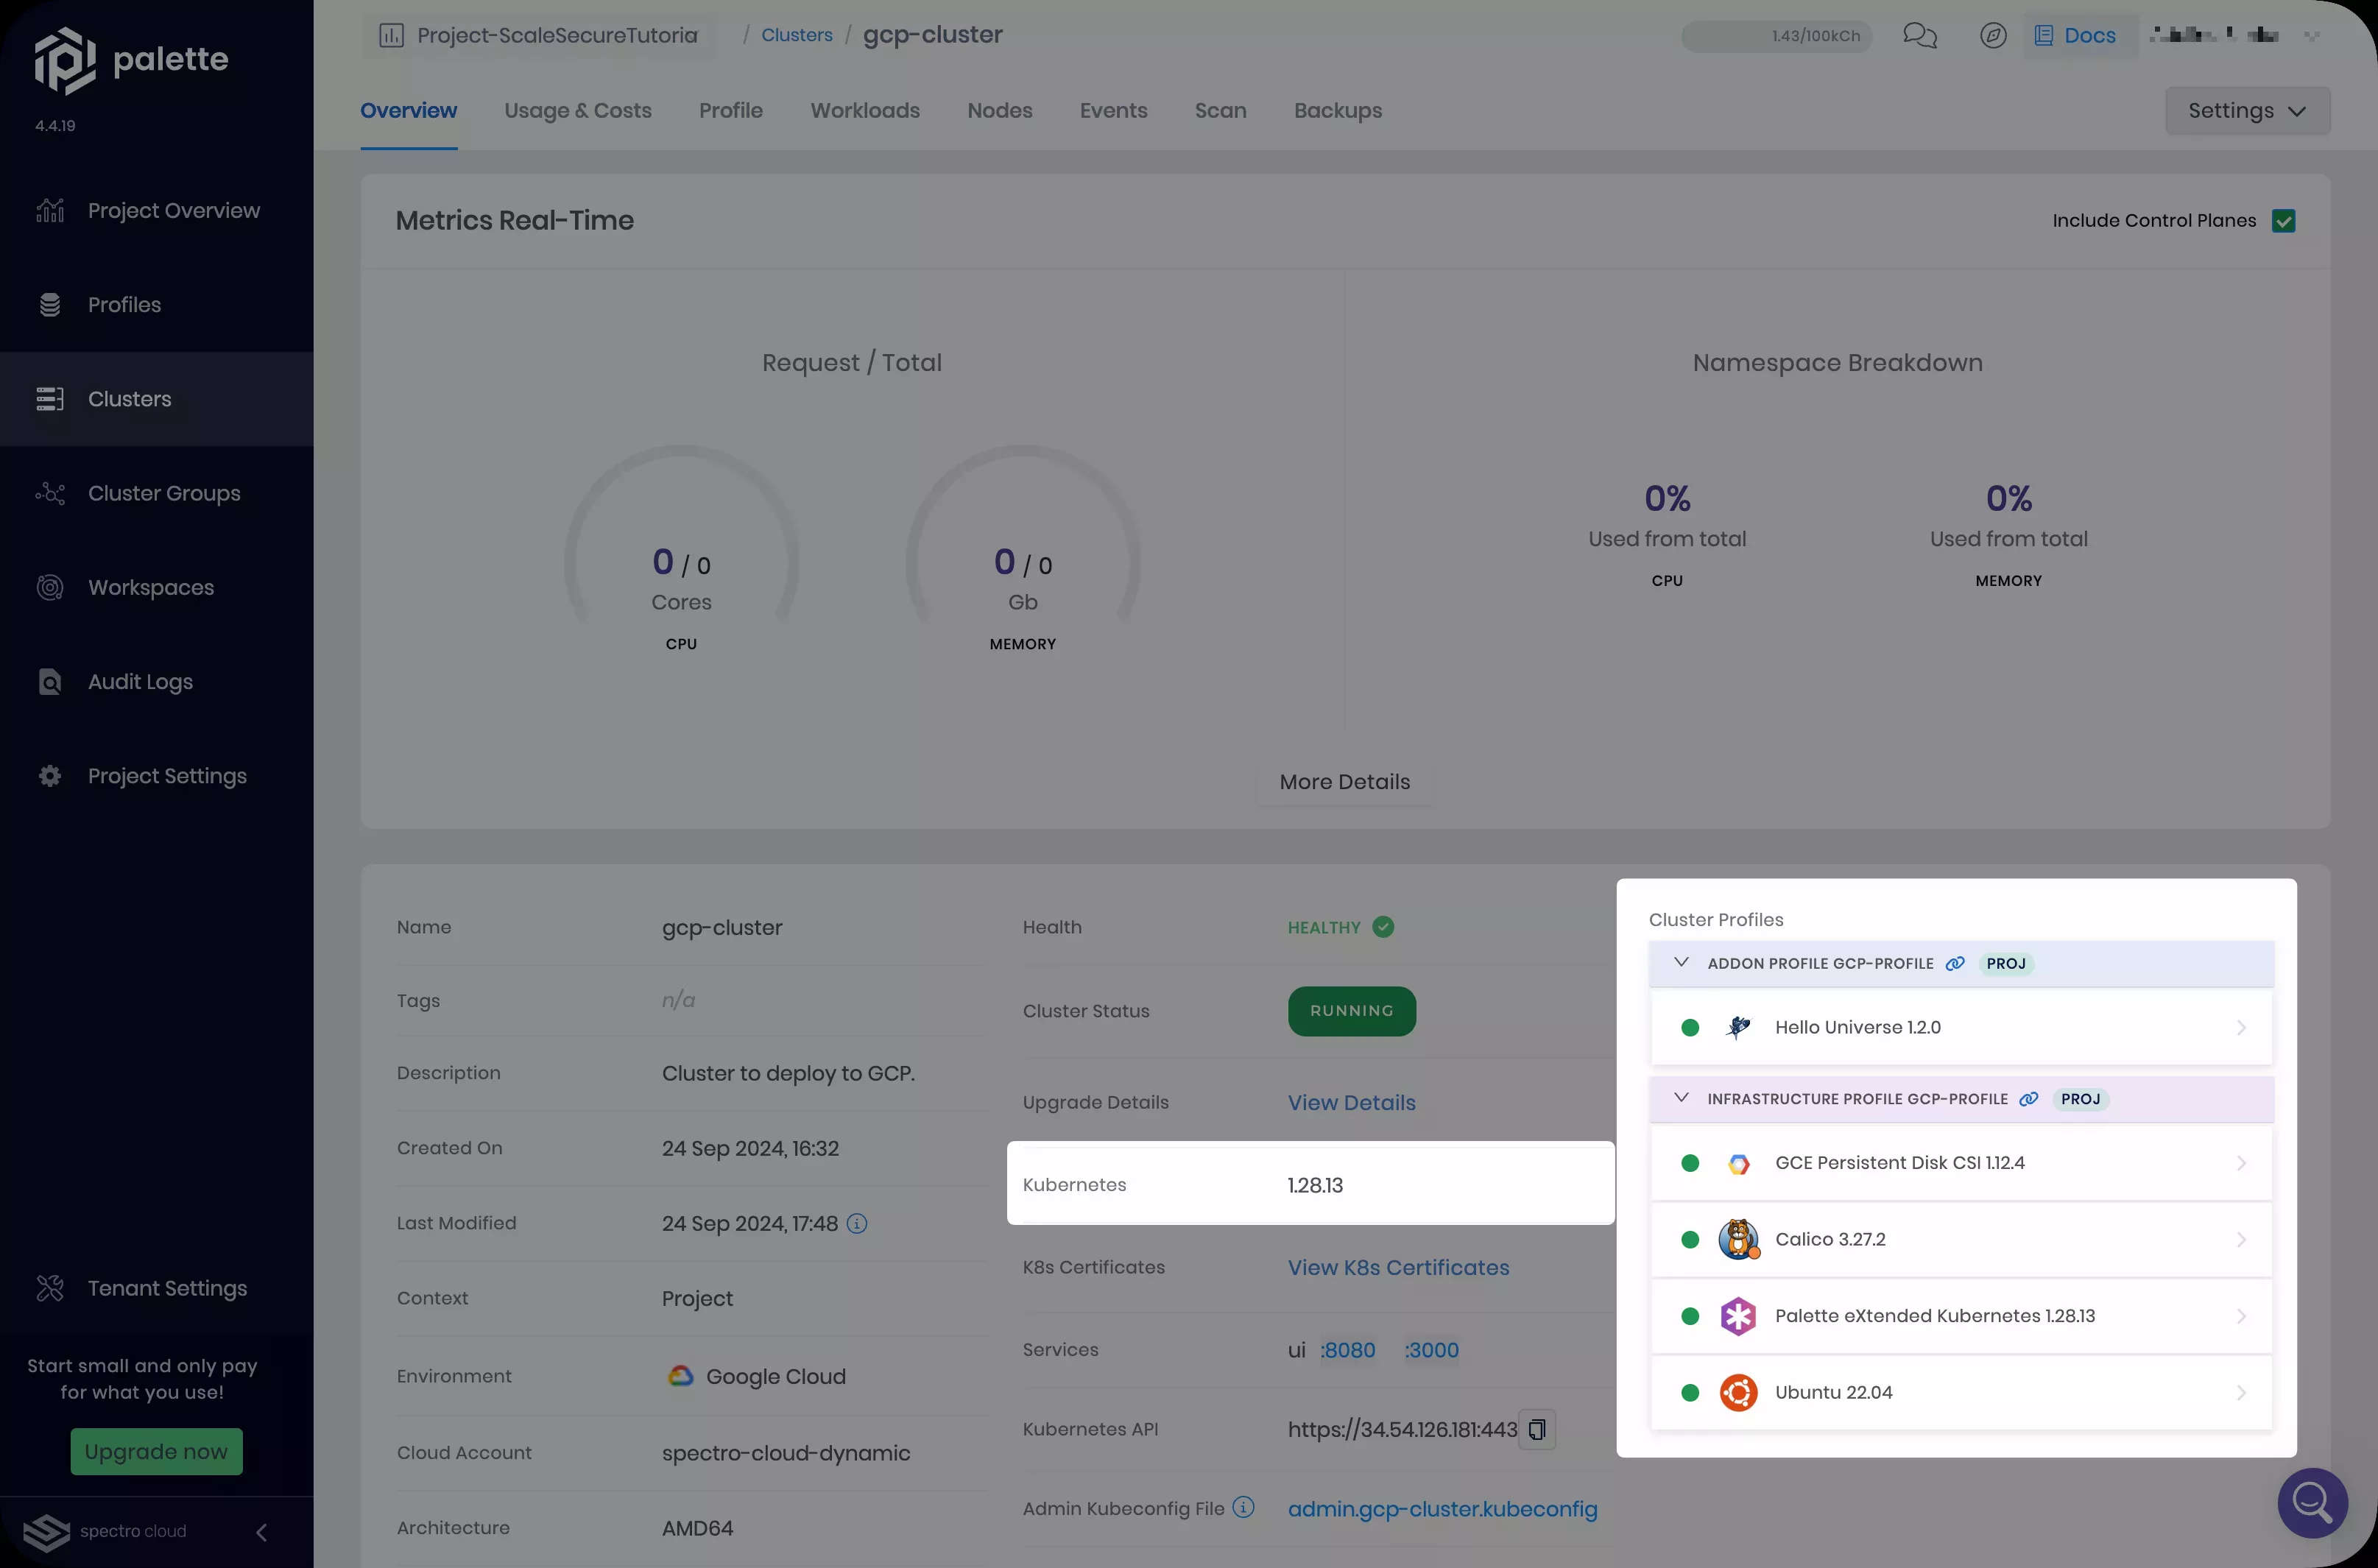 palette
4.4.19
Project Overview
Profiles
Clusters
Cluster Groups
Workspaces
Audit Logs
Project Settings
Tenant Settings
Start small and only pay
for what you use!
Upgrade now
spectro cloud
Project-ScaleSecureTutoria
/ Clusters / gcp-cluster
1.43/100kCh
Docs
Overview
Usage & Costs
Profile
Workloads
Nodes
Events
Scan
Backups
Settings
Metrics Real-Time
Include Control Planes
Request / Total
0 / 0
Cores
CPU
0 / 0
Gb
MEMORY
Namespace Breakdown
0%
Used from total
CPU
0%
Used from total
MEMORY
More Details
Name gcp-cluster
Tags n/a
Description Cluster to deploy to GCP.
Created On 24 Sep 2024, 16:32
Last Modified 24 Sep 2024, 17:48
Context Project
Environment Google Cloud
Cloud Account spectro-cloud-dynamic
Architecture AMD64
Health HEALTHY
Cluster Status RUNNING
Upgrade Details View Details
Kubernetes 1.28.13
K8s Certificates View K8s Certificates
Services ui :8080 :3000
Kubernetes API https://34.54.126.181:443
Admin Kubeconfig File admin.gcp-cluster.kubeconfig
Cluster Profiles
ADDON PROFILE GCP-PROFILE PROJ
Hello Universe 1.2.0
INFRASTRUCTURE PROFILE GCP-PROFILE PROJ
GCE Persistent Disk CSI 1.12.4
Calico 3.27.2
Palette eXtended Kubernetes 1.28.13
Ubuntu 22.04